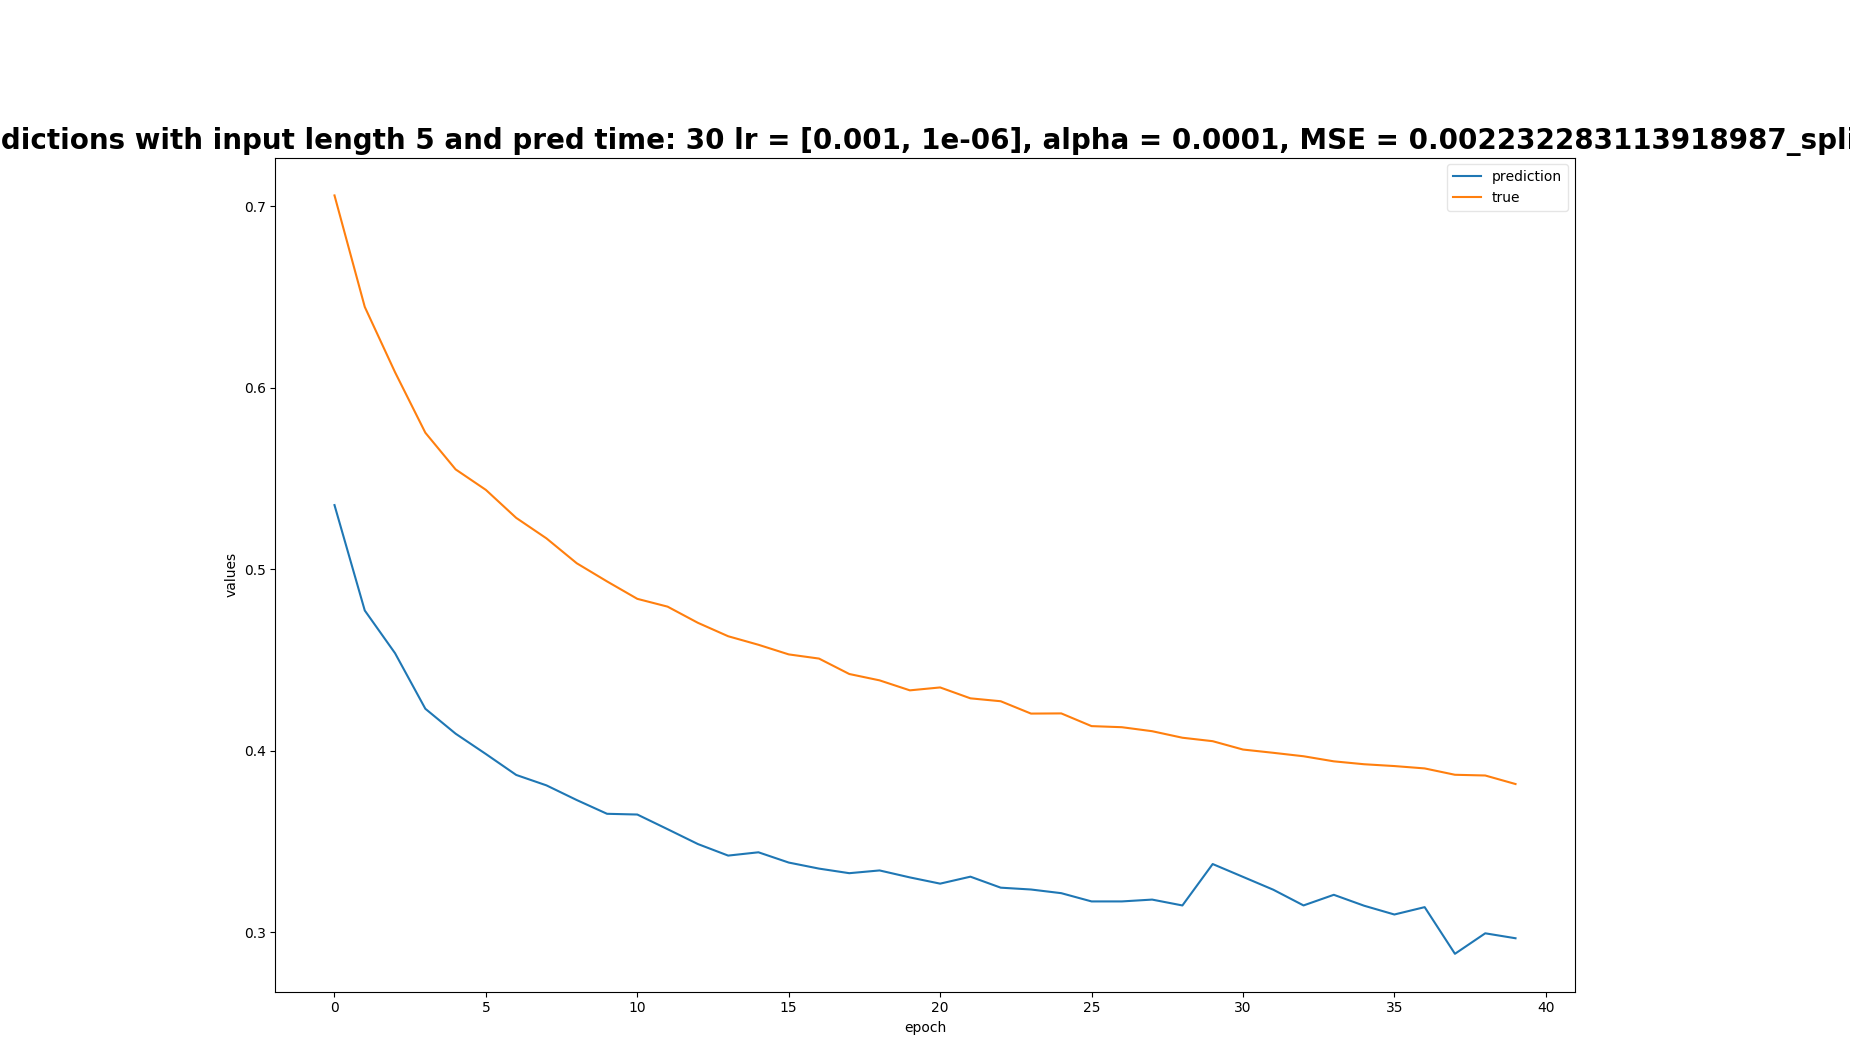 dictions with input length 5 and pred time: 30 lr = [0.001, 1e-06], alpha = 0.0001, MSE = 0.002232283113918987_spli
prediction
true
0.7
0.6
0.5
0.4
0.3
values
0
5
10
15
20
25
30
35
40
epoch